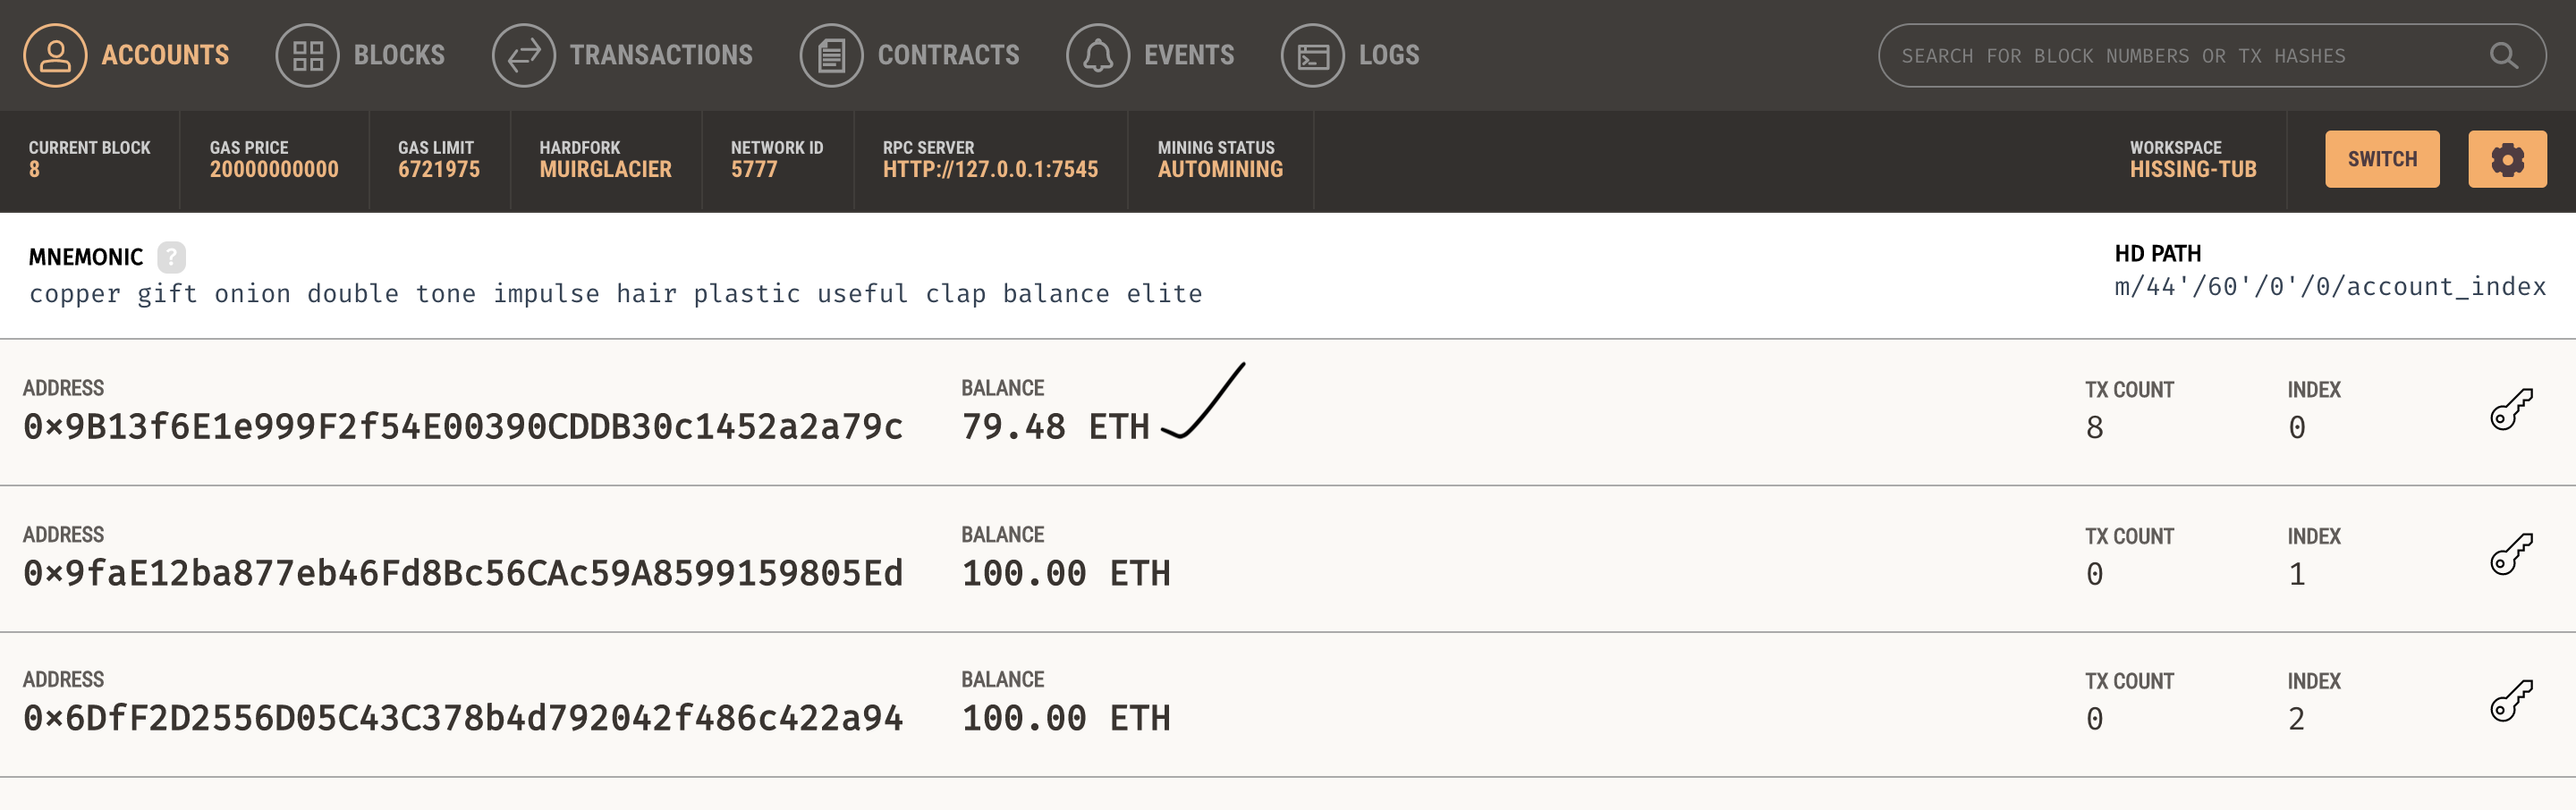 ACCOUNTS BLOCKS TRANSACTIONS CONTRACTS EVENTS LOGS SEARCH FOR BLOCK NUMBERS OR TX HASHES
CURRENT BLOCK GAS PRICE GAS LIMIT HARDFORK NETWORK ID RPC SERVER MINING STATUS WORKSPACE
8 20000000000 6721975 MUIRGLACIER 5777 HTTP://127.0.0.1:7545 AUTOMINING HISSING-TUB SWITCH
MNEMONIC ? HD PATH
copper gift onion double tone impulse hair plastic useful clap balance elite m/44'/60'/0'/0/account_index
ADDRESS BALANCE TX COUNT INDEX
0×9B13f6E1e999F2f54E00390CDDB30c1452a2a79c 79.48 ETH 8 0
ADDRESS BALANCE TX COUNT INDEX
0×9faE12ba877eb46Fd8Bc56CAc59A8599159805Ed 100.00 ETH 0 1
ADDRESS BALANCE TX COUNT INDEX
0×6DfF2D2556D05C43C378b4d792042f486c422a94 100.00 ETH 0 2